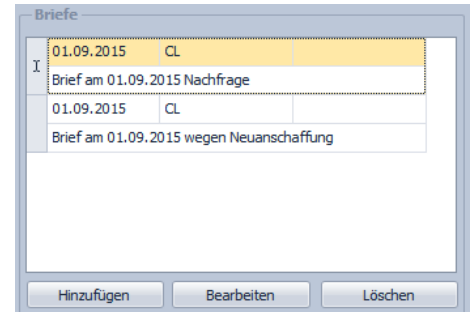 Briefe
01.09.2015 CL
Brief am 01.09.2015 Nachfrage
01.09.2015 CL
Brief am 01.09.2015 wegen Neuanschaffung
Hinzufügen Bearbeiten Löschen